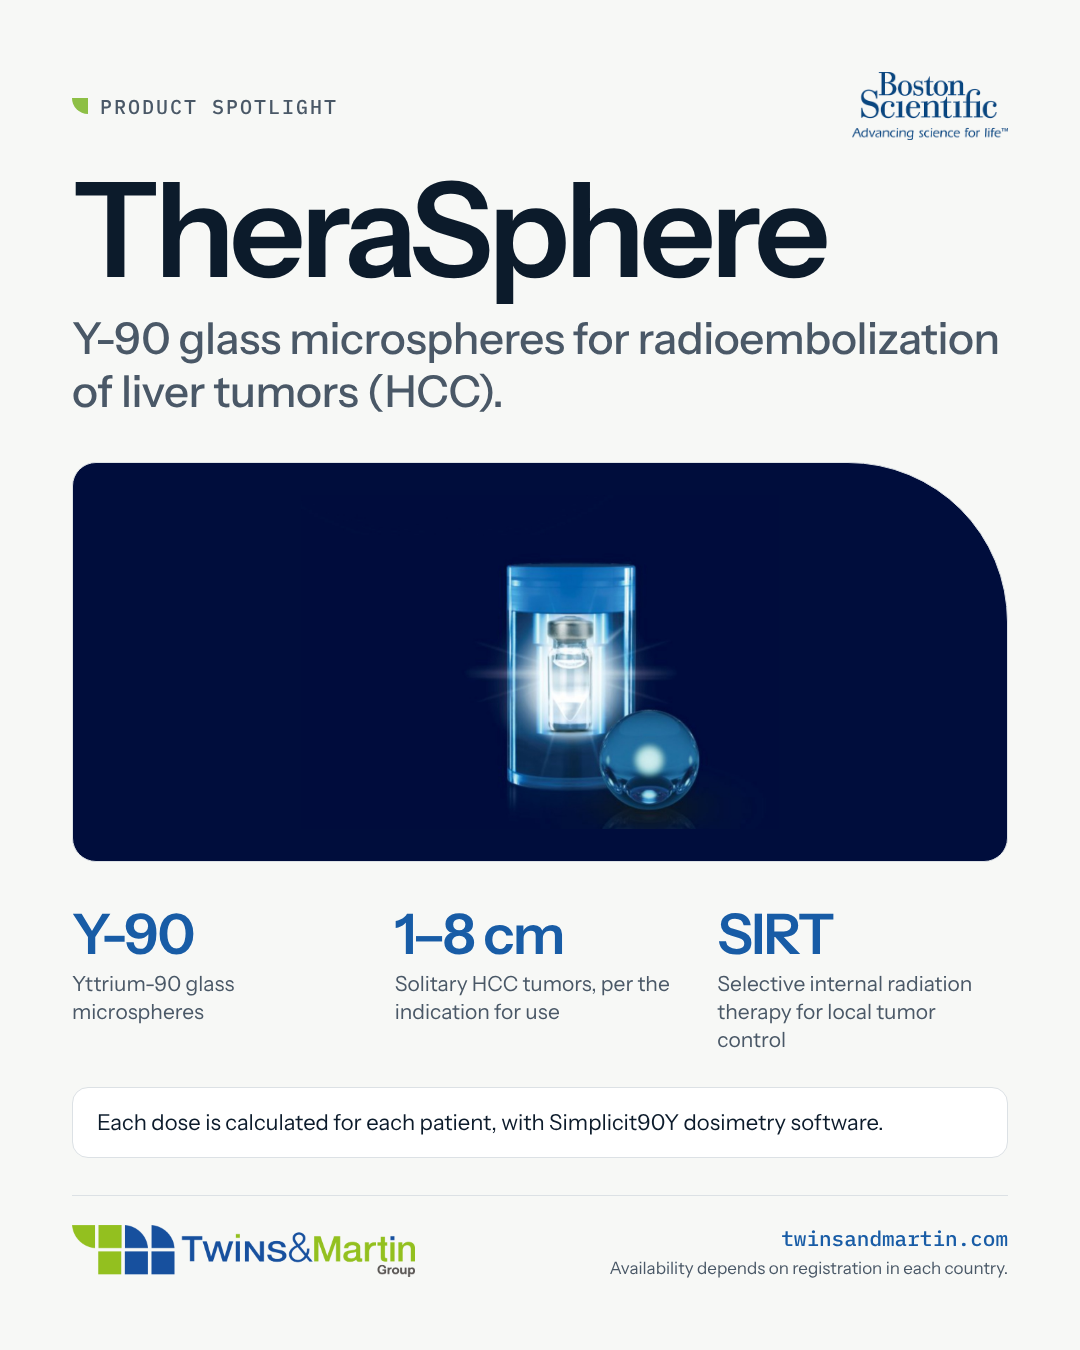 PRODUCT SPOTLIGHT
Boston
Scientific
Advancing science for life™
TheraSphere
Y-90 glass microspheres for radioembolization
of liver tumors (HCC).
Y-90
Yttrium-90 glass
microspheres
1–8 cm
Solitary HCC tumors, per the
indication for use
SIRT
Selective internal radiation
therapy for local tumor
control
Each dose is calculated for each patient, with Simplicit90Y dosimetry software.
Twins&Martin
Group
twinsandmartin.com
Availability depends on registration in each country.